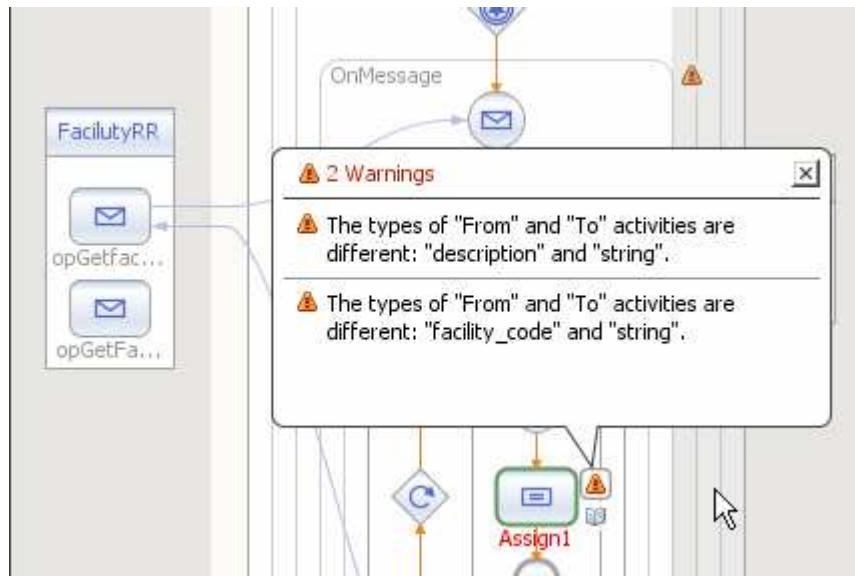 OnMessage
FacilutyRR
opGetfac...
opGetFa...
2 Warnings
The types of "From" and "To" activities are
different: "description" and "string".
The types of "From" and "To" activities are
different: "facility_code" and "string".
Assign1